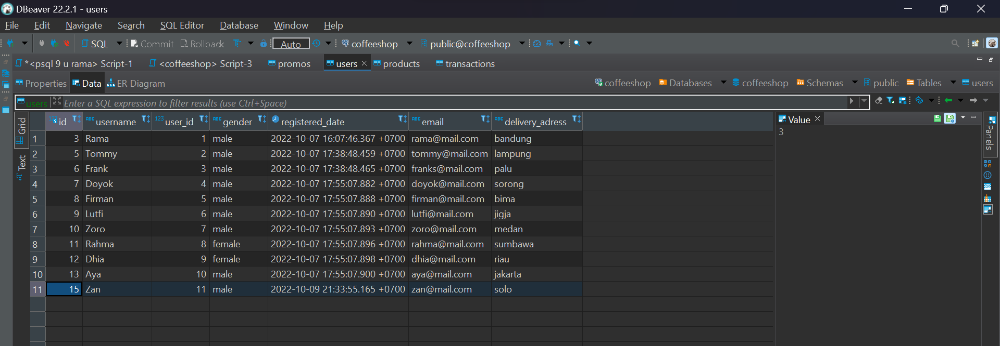 DBeaver 22.2.1 - users
File Edit Navigate Search SQL Editor Database Window Help
SQL Commit Rollback Auto coffeeshop public@coffeeshop
*<psql 9 u rama> Script-1 <coffeeshop> Script-3 promos users products transactions
Properties Data ER Diagram coffeeshop Databases coffeeshop Schemas public Tables users
users Enter a SQL expression to filter results (use Ctrl+Space)
Grid
Text
123 id ABC username 123 user_id ABC gender registered_date ABC email ABC delivery_adress
1 3 Rama 1 male 2022-10-07 16:07:46.367 +0700 rama@mail.com bandung
2 5 Tommy 2 male 2022-10-07 17:38:48.459 +0700 tommy@mail.com lampung
3 6 Frank 3 male 2022-10-07 17:38:48.465 +0700 franks@mail.com palu
4 7 Doyok 4 male 2022-10-07 17:55:07.882 +0700 doyok@mail.com sorong
5 8 Firman 5 male 2022-10-07 17:55:07.888 +0700 firman@mail.com bima
6 9 Lutfi 6 male 2022-10-07 17:55:07.890 +0700 lutfi@mail.com jigja
7 10 Zoro 7 male 2022-10-07 17:55:07.893 +0700 zoro@mail.com medan
8 11 Rahma 8 female 2022-10-07 17:55:07.896 +0700 rahma@mail.com sumbawa
9 12 Dhia 9 female 2022-10-07 17:55:07.898 +0700 dhia@mail.com riau
10 13 Aya 10 male 2022-10-07 17:55:07.900 +0700 aya@mail.com jakarta
11 15 Zan 11 male 2022-10-09 21:33:55.165 +0700 zan@mail.com solo
Value
3
Panels